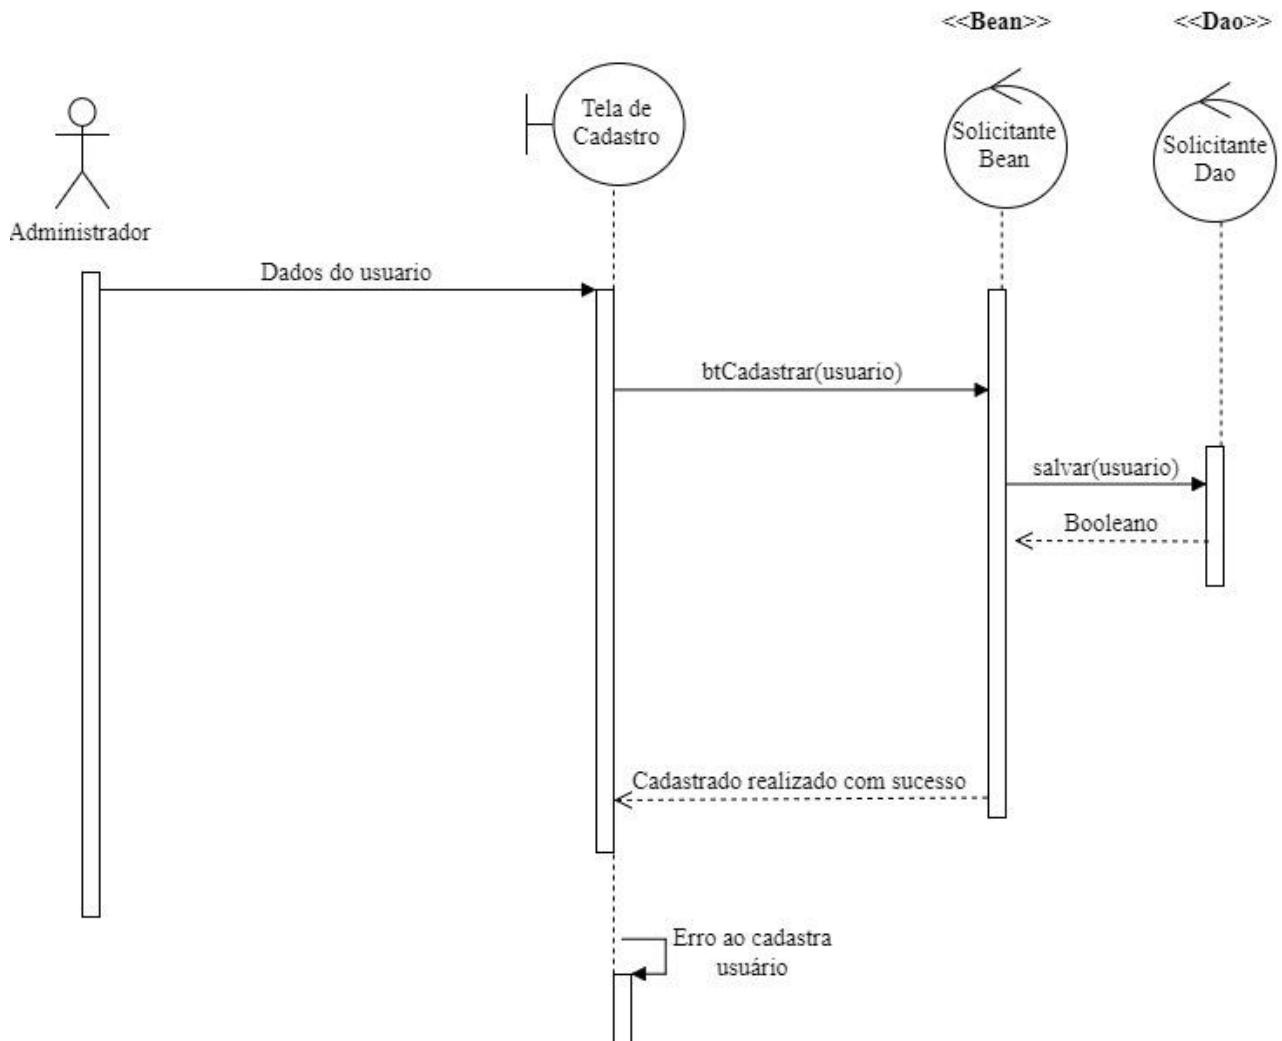 <<Bean>>
<<Dao>>
Tela de
Cadastro
Solicitante
Bean
Solicitante
Dao
Administrador
Dados do usuario
btCadastrar(usuario)
salvar(usuario)
Booleano
Cadastrado realizado com sucesso
Erro ao cadastra
usuário